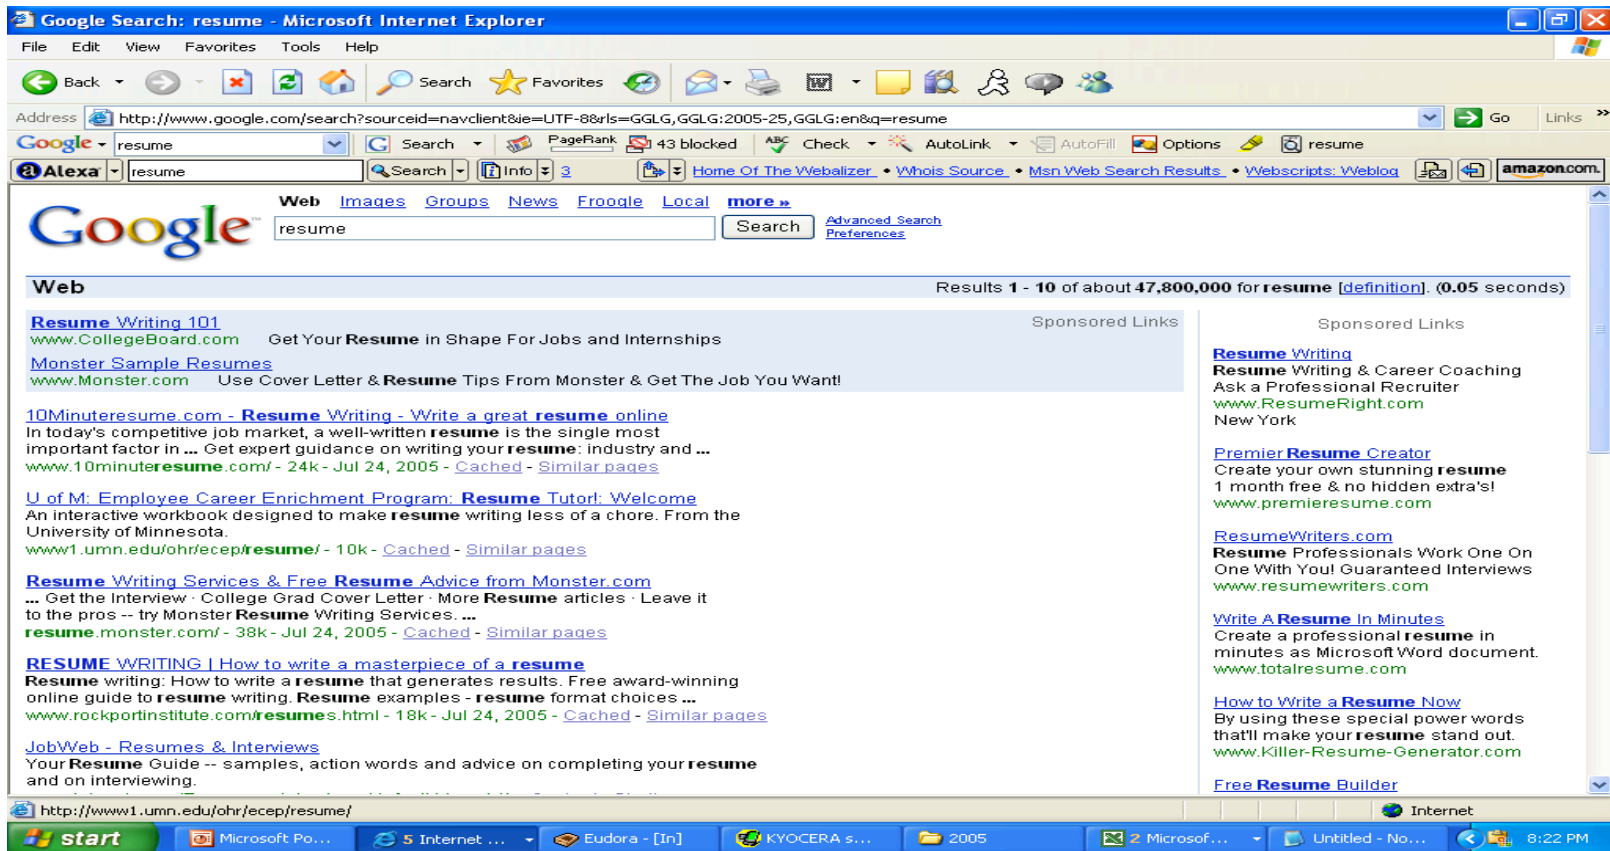 Google Search: resume - Microsoft Internet Explorer
File Edit View Favorites Tools Help
Back Search Favorites
Address http://www.google.com/search?sourceid=navclient&ie=UTF-8&rls=GGLG,GGLG:2005-25,GGLG:en&q=resume Go Links »
Google resume G Search PageRank 43 blocked ABC Check AutoLink AutoFill Options resume
a Alexa resume Search Info 3 Home Of The Webalizer • Whois Source • Msn Web Search Results • Webscripts: Weblog amazon.com.
Web Images Groups News Froogle Local more »
Google™ resume Search Advanced Search
Preferences
Web Results 1 - 10 of about 47,800,000 for resume [definition]. (0.05 seconds)
Resume Writing 101 Sponsored Links
www.CollegeBoard.com Get Your Resume in Shape For Jobs and Internships
Monster Sample Resumes
www.Monster.com Use Cover Letter & Resume Tips From Monster & Get The Job You Want!
10Minuteresume.com - Resume Writing - Write a great resume online
In today's competitive job market, a well-written resume is the single most
important factor in ... Get expert guidance on writing your resume: industry and ...
www.10minuteresume.com/ - 24k - Jul 24, 2005 - Cached - Similar pages
U of M: Employee Career Enrichment Program: Resume Tutor!: Welcome
An interactive workbook designed to make resume writing less of a chore. From the
University of Minnesota.
www1.umn.edu/ohr/ecep/resume/ - 10k - Cached - Similar pages
Resume Writing Services & Free Resume Advice from Monster.com
... Get the Interview · College Grad Cover Letter · More Resume articles · Leave it
to the pros -- try Monster Resume Writing Services. ...
resume.monster.com/ - 38k - Jul 24, 2005 - Cached - Similar pages
RESUME WRITING | How to write a masterpiece of a resume
Resume writing: How to write a resume that generates results. Free award-winning
online guide to resume writing. Resume examples - resume format choices ...
www.rockportinstitute.com/resumes.html - 18k - Jul 24, 2005 - Cached - Similar pages
JobWeb - Resumes & Interviews
Your Resume Guide -- samples, action words and advice on completing your resume
and on interviewing.
Sponsored Links
Resume Writing
Resume Writing & Career Coaching
Ask a Professional Recruiter
www.ResumeRight.com
New York
Premier Resume Creator
Create your own stunning resume
1 month free & no hidden extra's!
www.premieresume.com
ResumeWriters.com
Resume Professionals Work One On
One With You! Guaranteed Interviews
www.resumewriters.com
Write A Resume In Minutes
Create a professional resume in
minutes as Microsoft Word document.
www.totalresume.com
How to Write a Resume Now
By using these special power words
that'll make your resume stand out.
www.Killer-Resume-Generator.com
Free Resume Builder
http://www1.umn.edu/ohr/ecep/resume/ Internet
start Microsoft Po... 5 Internet ... Eudora - [In] KYOCERA s... 2005 2 Microsof... Untitled - No... 8:22 PM